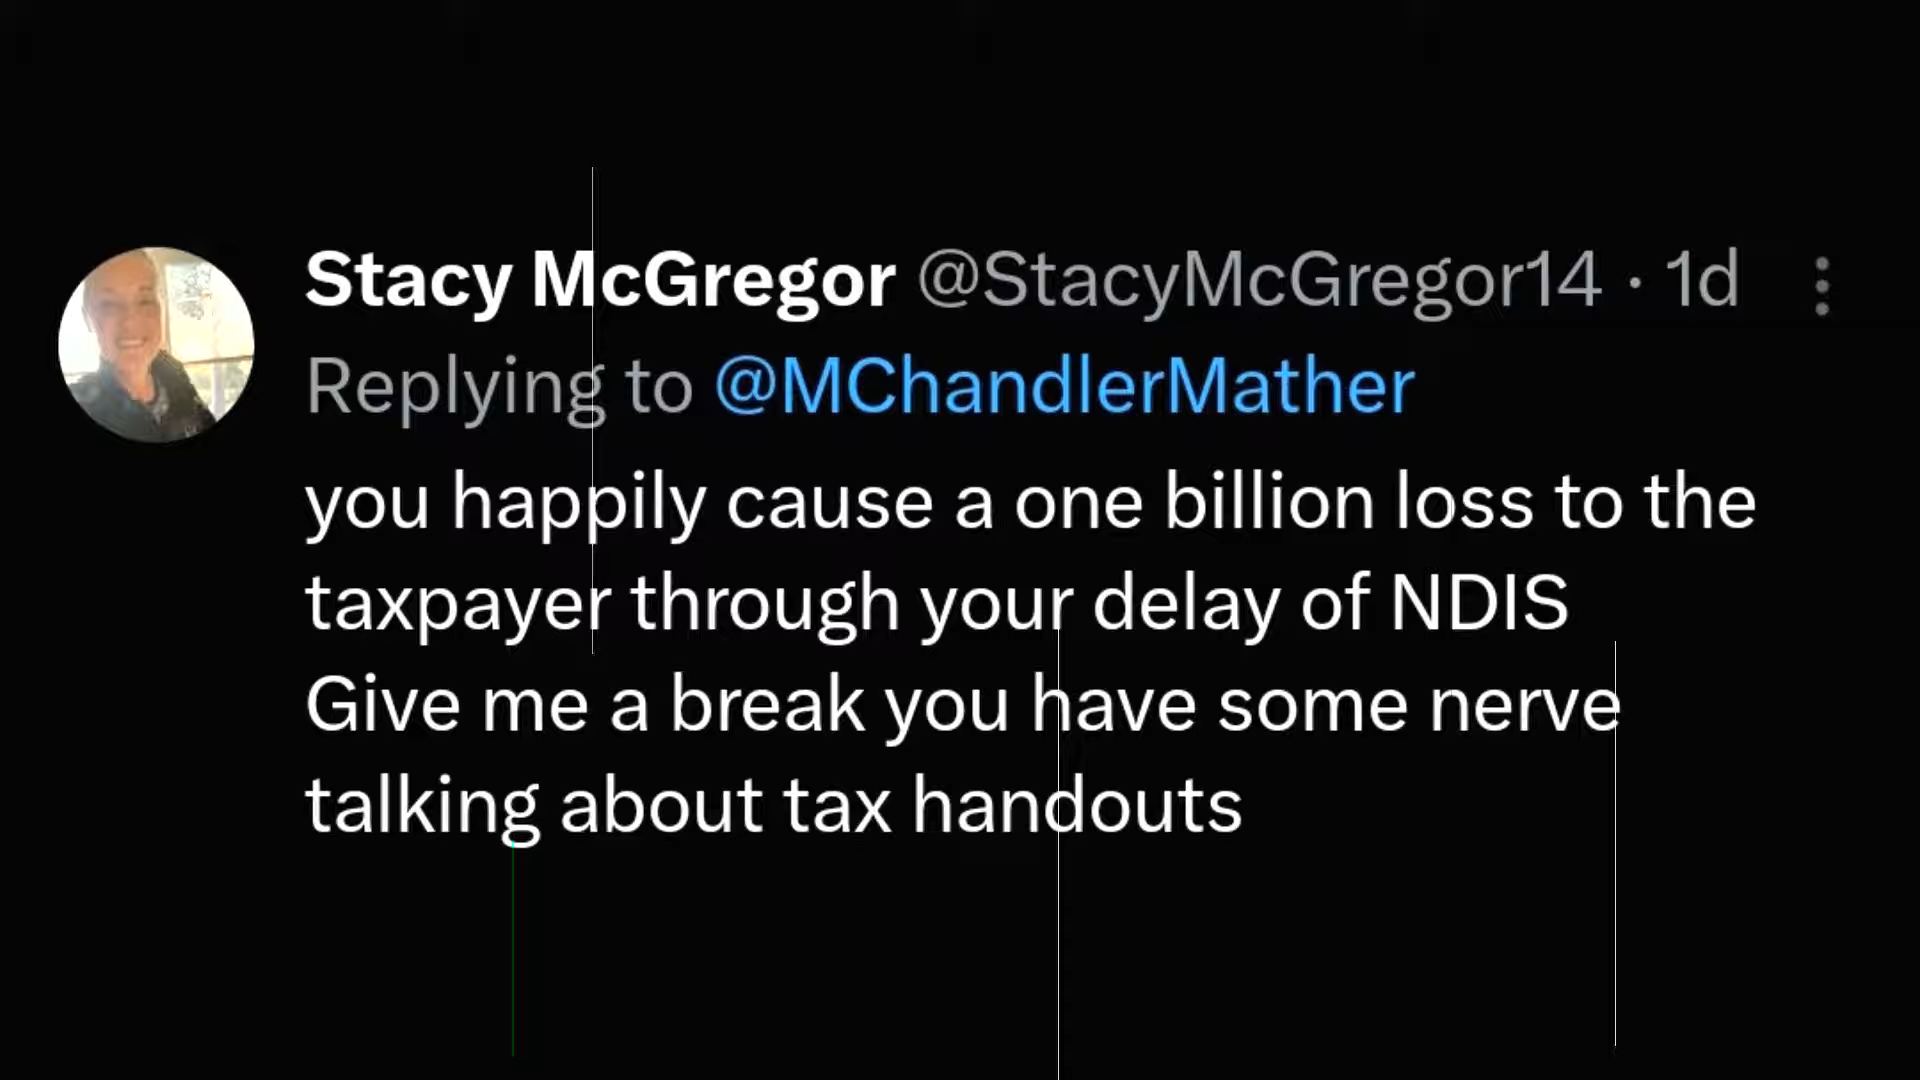 Stacy McGregor @StacyMcGregor14 · 1d
Replying to @MChandlerMather
you happily cause a one billion loss to the
taxpayer through your delay of NDIS
Give me a break you have some nerve
talking about tax handouts